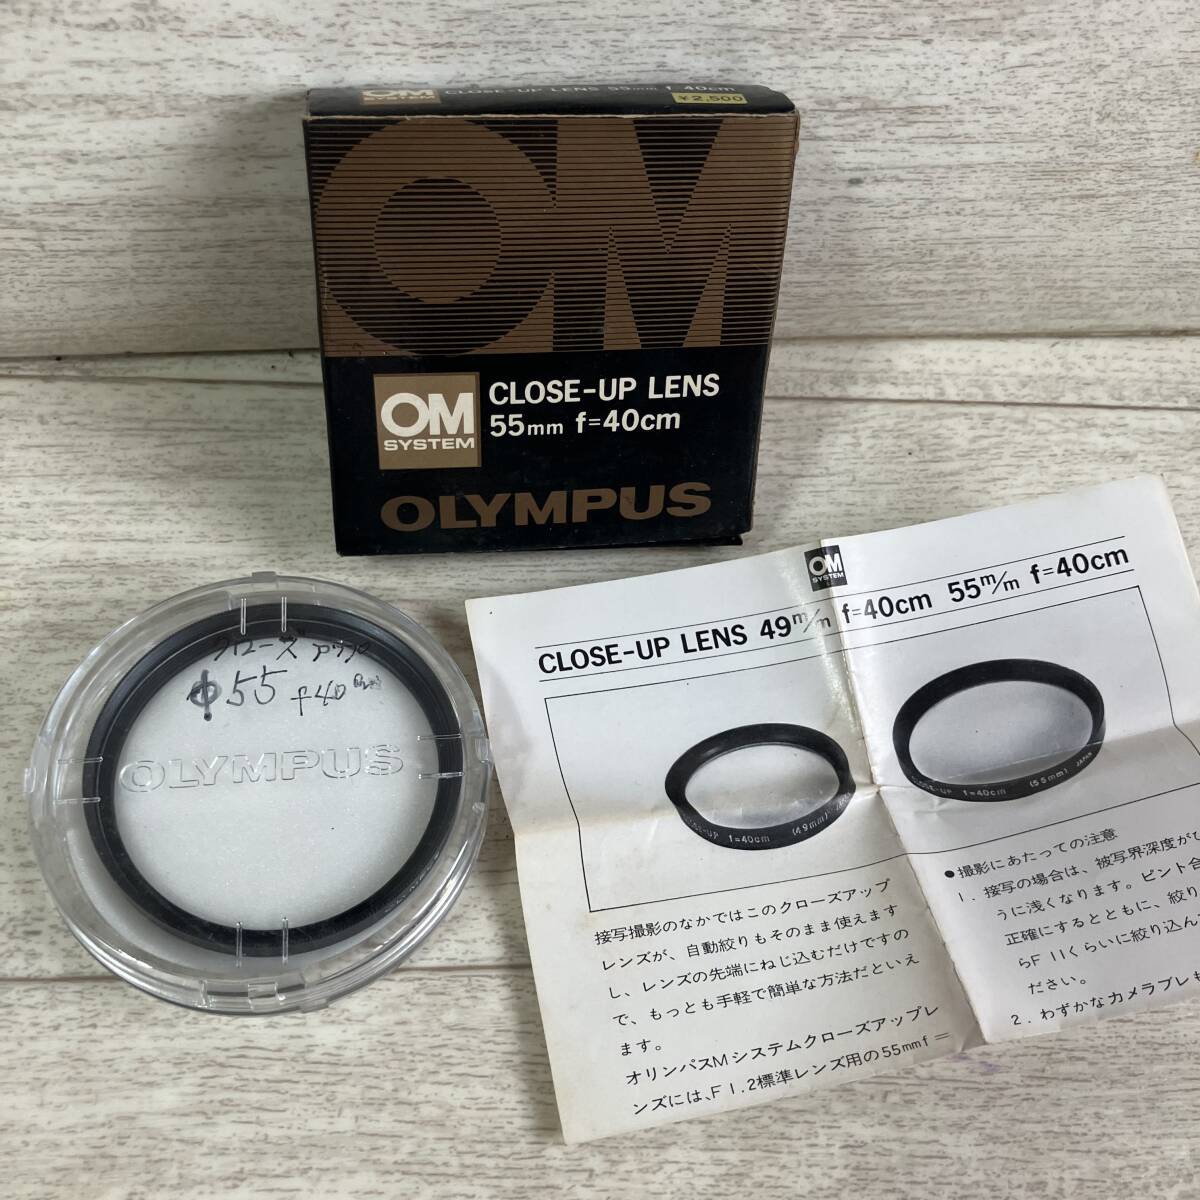 OM
SYSTEM
CLOSE-UP LENS 55mm f=40cm
¥2,500
OM
OM
SYSTEM
CLOSE-UP LENS
55mm f=40cm
OLYMPUS
クローズアップ
Φ55 f40
OLYMPUS
OM
SYSTEM
CLOSE-UP LENS 49m/m f=40cm 55m/m f=40cm
CLOSE-UP f=40cm (49mm) JAPAN
CLOSE-UP f=40cm (55mm) JAPAN
接写撮影のなかではこのクローズアップ
レンズが、自動絞りもそのまま使えます
し、レンズの先端にねじ込むだけですの
で、もっとも手軽で簡単な方法だといえ
ます。
オリンパスMシステムクローズアップレ
ンズには、F1.2標準レンズ用の55mmf=
●撮影にあたっての注意
1. 接写の場合は、被写界深度がひ
うに浅くなります。ピント合
正確にするとともに、絞り
らF11くらいに絞り込ん
ださい。
2. わずかなカメラブレも